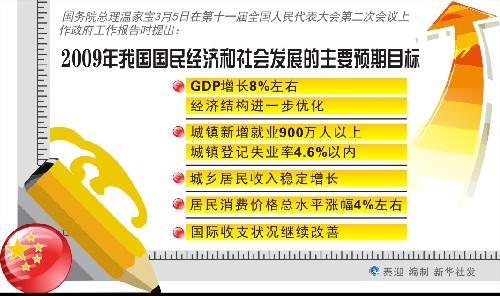 国务院总理温家宝3月5日在第十一届全国人民代表大会第二次会议上
作政府工作报告时提出：
2009年我国国民经济和社会发展的主要预期目标
GDP增长8%左右
经济结构进一步优化
城镇新增就业900万人以上
城镇登记失业率4.6%以内
城乡居民收入稳定增长
居民消费价格总水平涨幅4%左右
国际收支状况继续改善
编制 新华社发